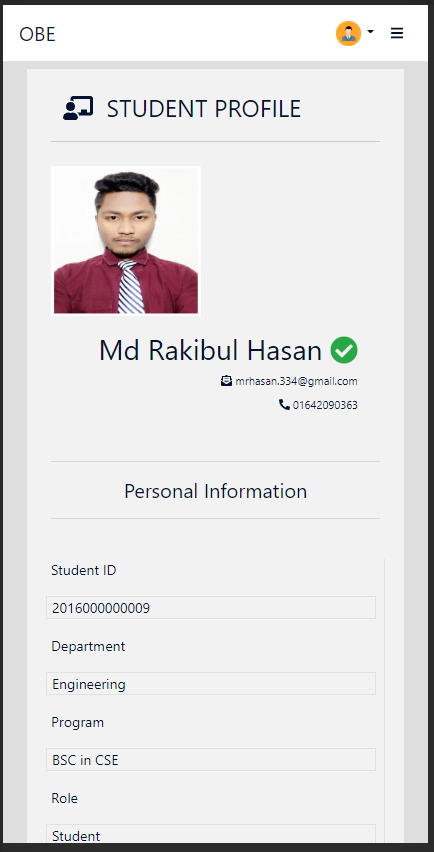 OBE
STUDENT PROFILE
Md Rakibul Hasan
mrhasan.334@gmail.com
01642090363
Personal Information
Student ID
2016000000009
Department
Engineering
Program
BSC in CSE
Role
Student